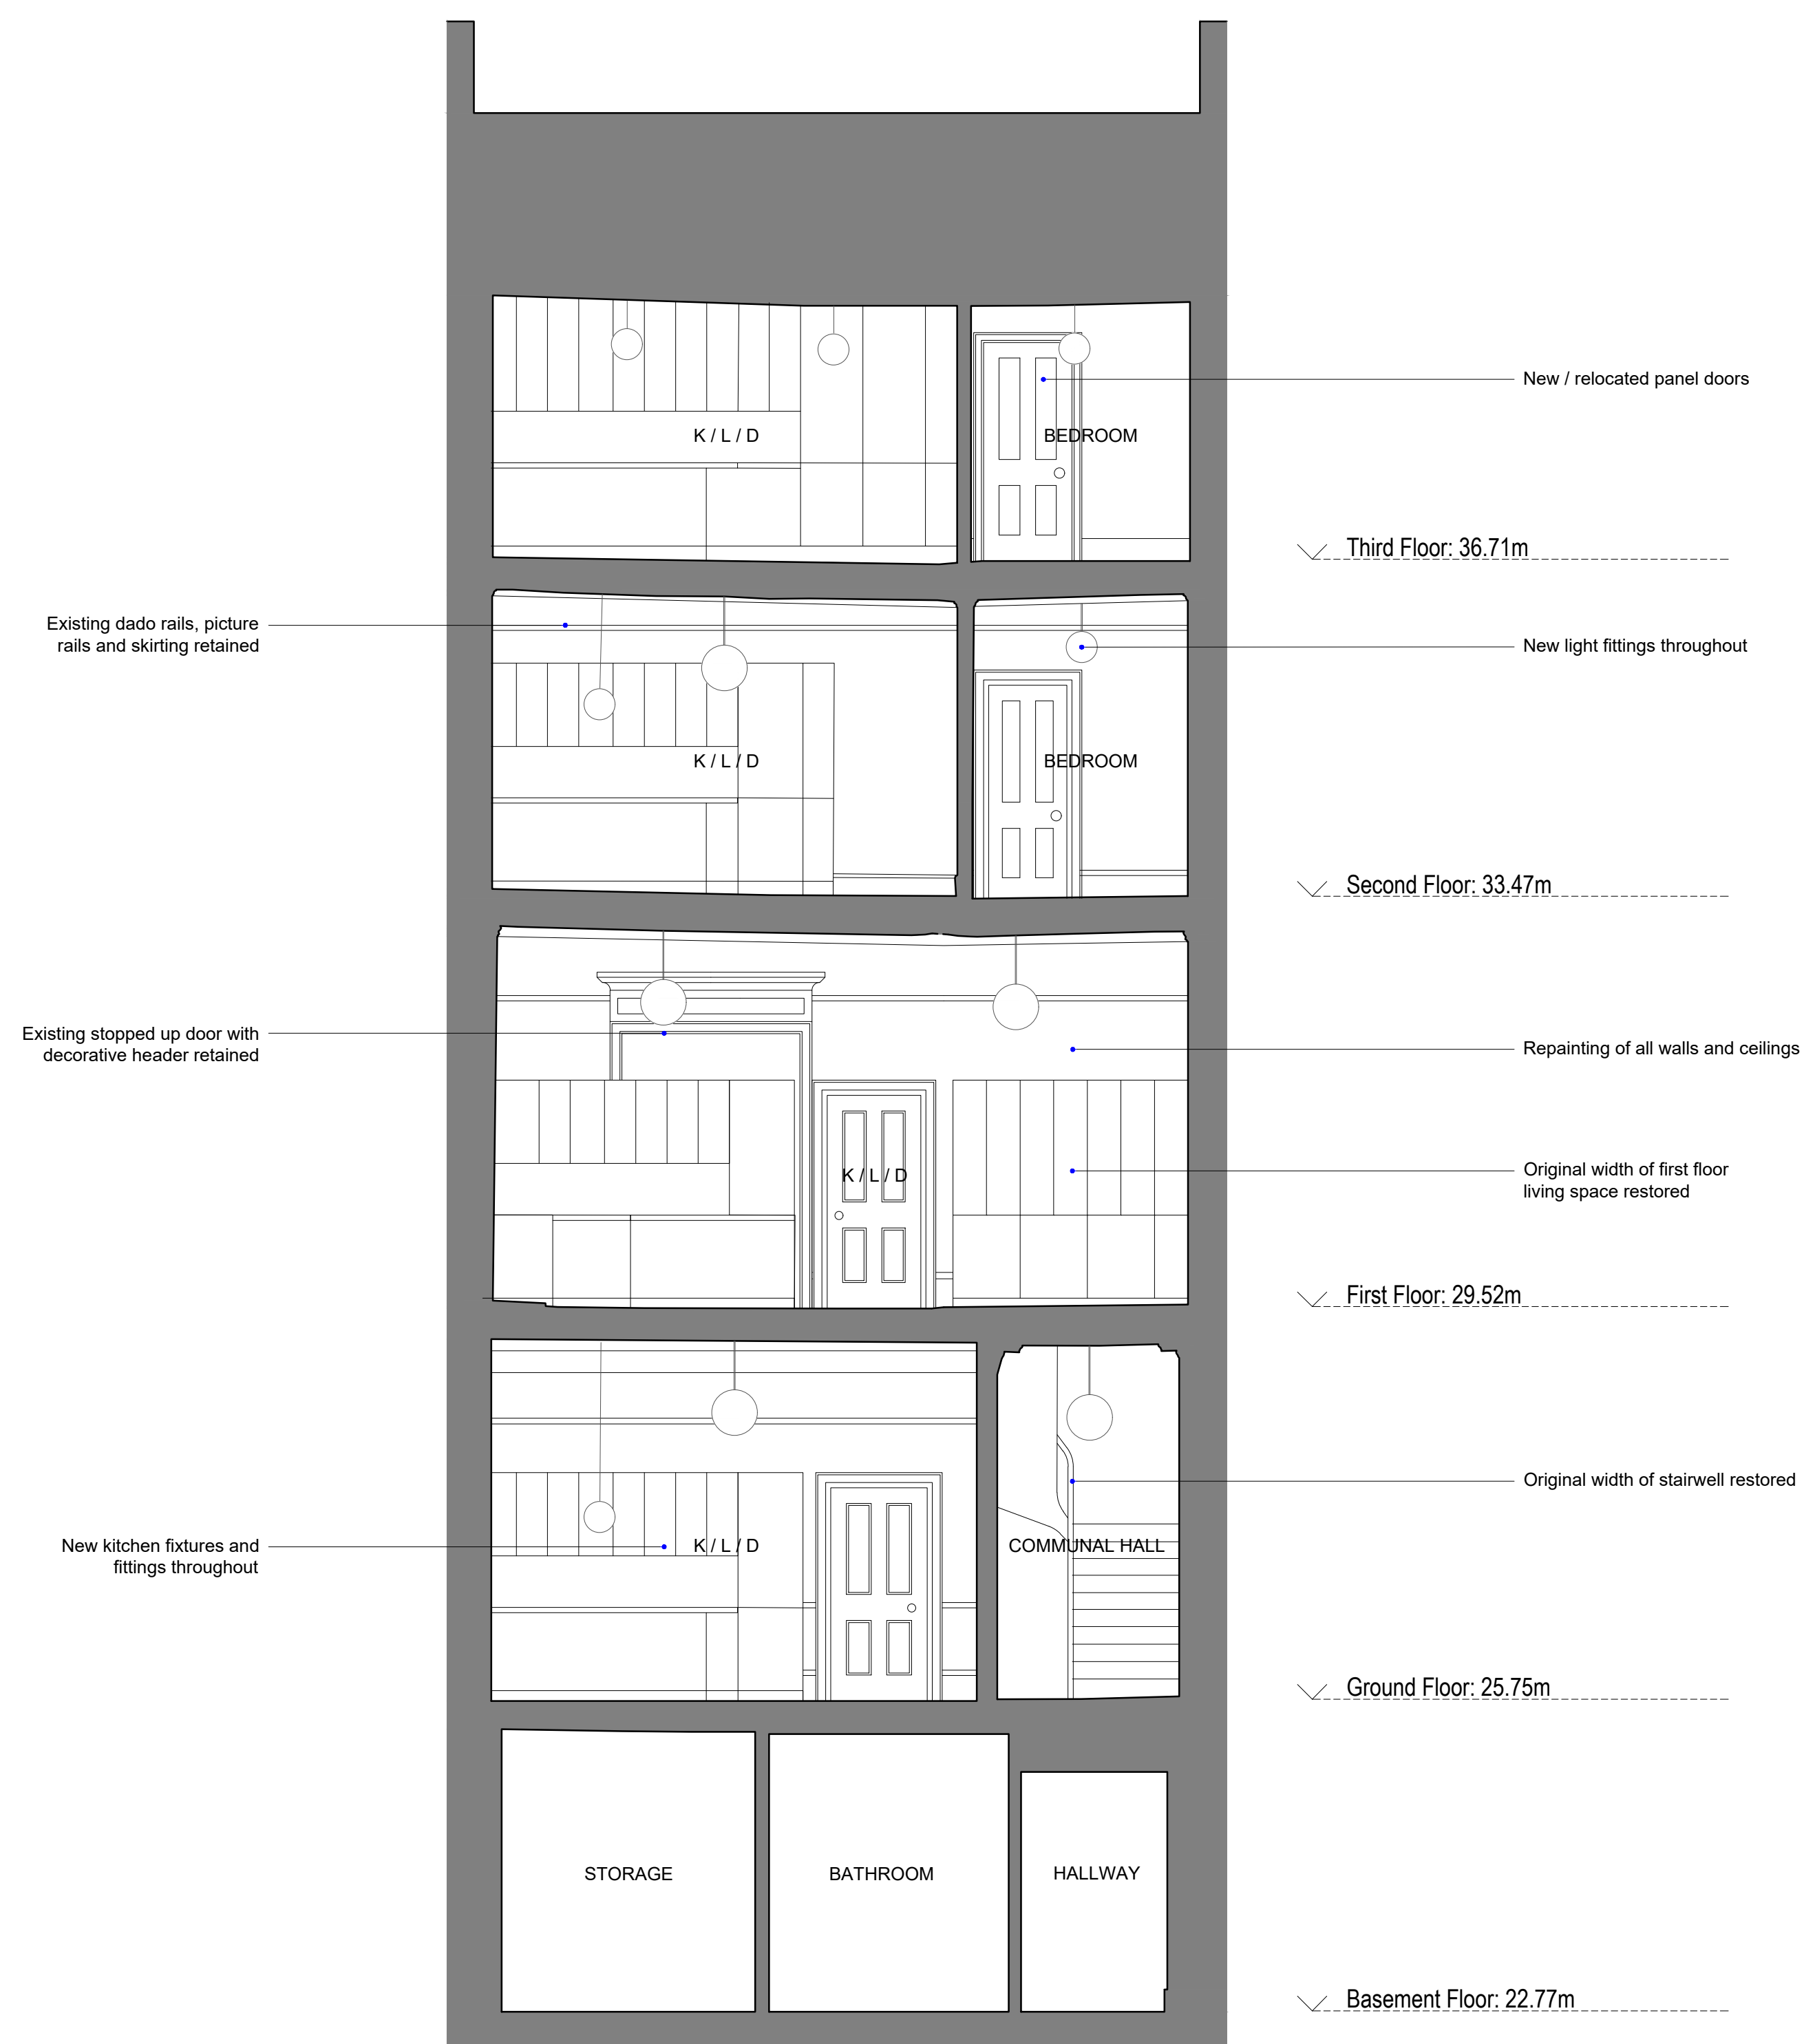 K / L / D
BEDROOM
New / relocated panel doors
Third Floor: 36.71m
Existing dado rails, picture
rails and skirting retained
New light fittings throughout
K / L / D
BEDROOM
Second Floor: 33.47m
Existing stopped up door with
decorative header retained
Repainting of all walls and ceilings
K / L / D
Original width of first floor
living space restored
First Floor: 29.52m
Original width of stairwell restored
New kitchen fixtures and
fittings throughout
K / L / D
COMMUNAL HALL
Ground Floor: 25.75m
STORAGE
BATHROOM
HALLWAY
Basement Floor: 22.77m